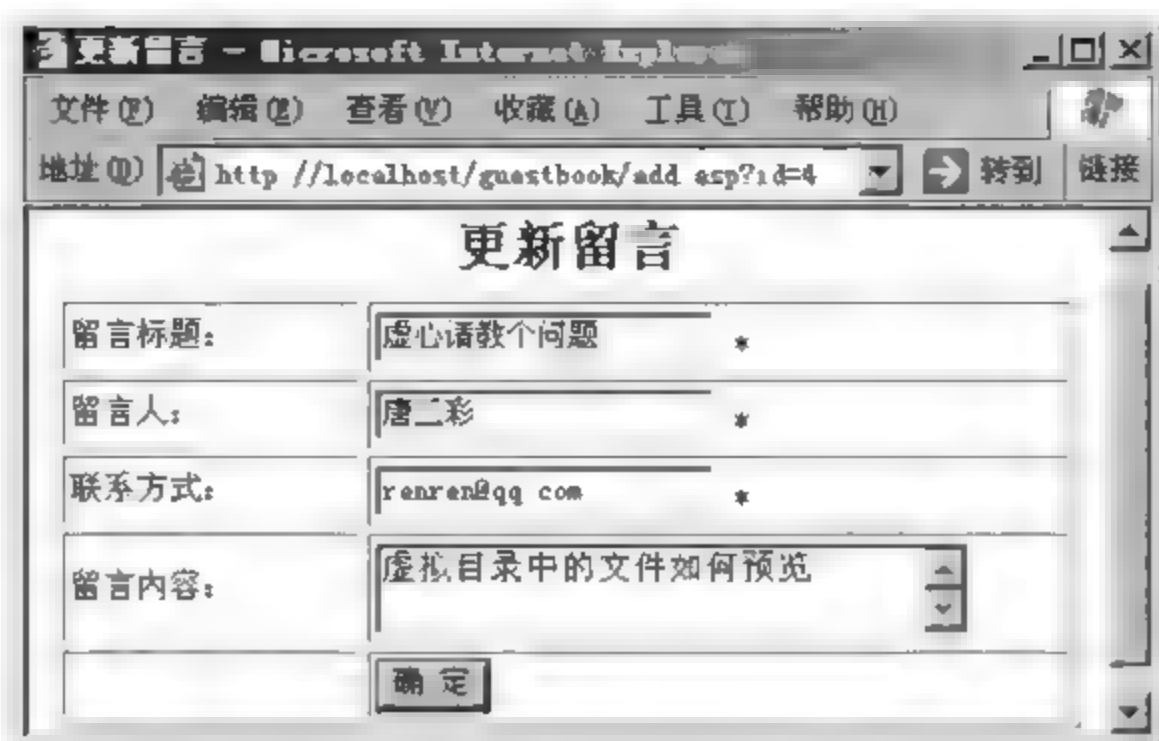 更新留言 - Microsoft Internet Explorer
文件(F) 编辑(E) 查看(V) 收藏(A) 工具(T) 帮助(H)
地址(D) http //localhost/guestbook/add asp?id=4 转到 链接
更新留言
留言标题: 虚心请教个问题 *
留言人: 唐二彩 *
联系方式: renren@qq com *
留言内容: 虚拟目录中的文件如何预览
确 定